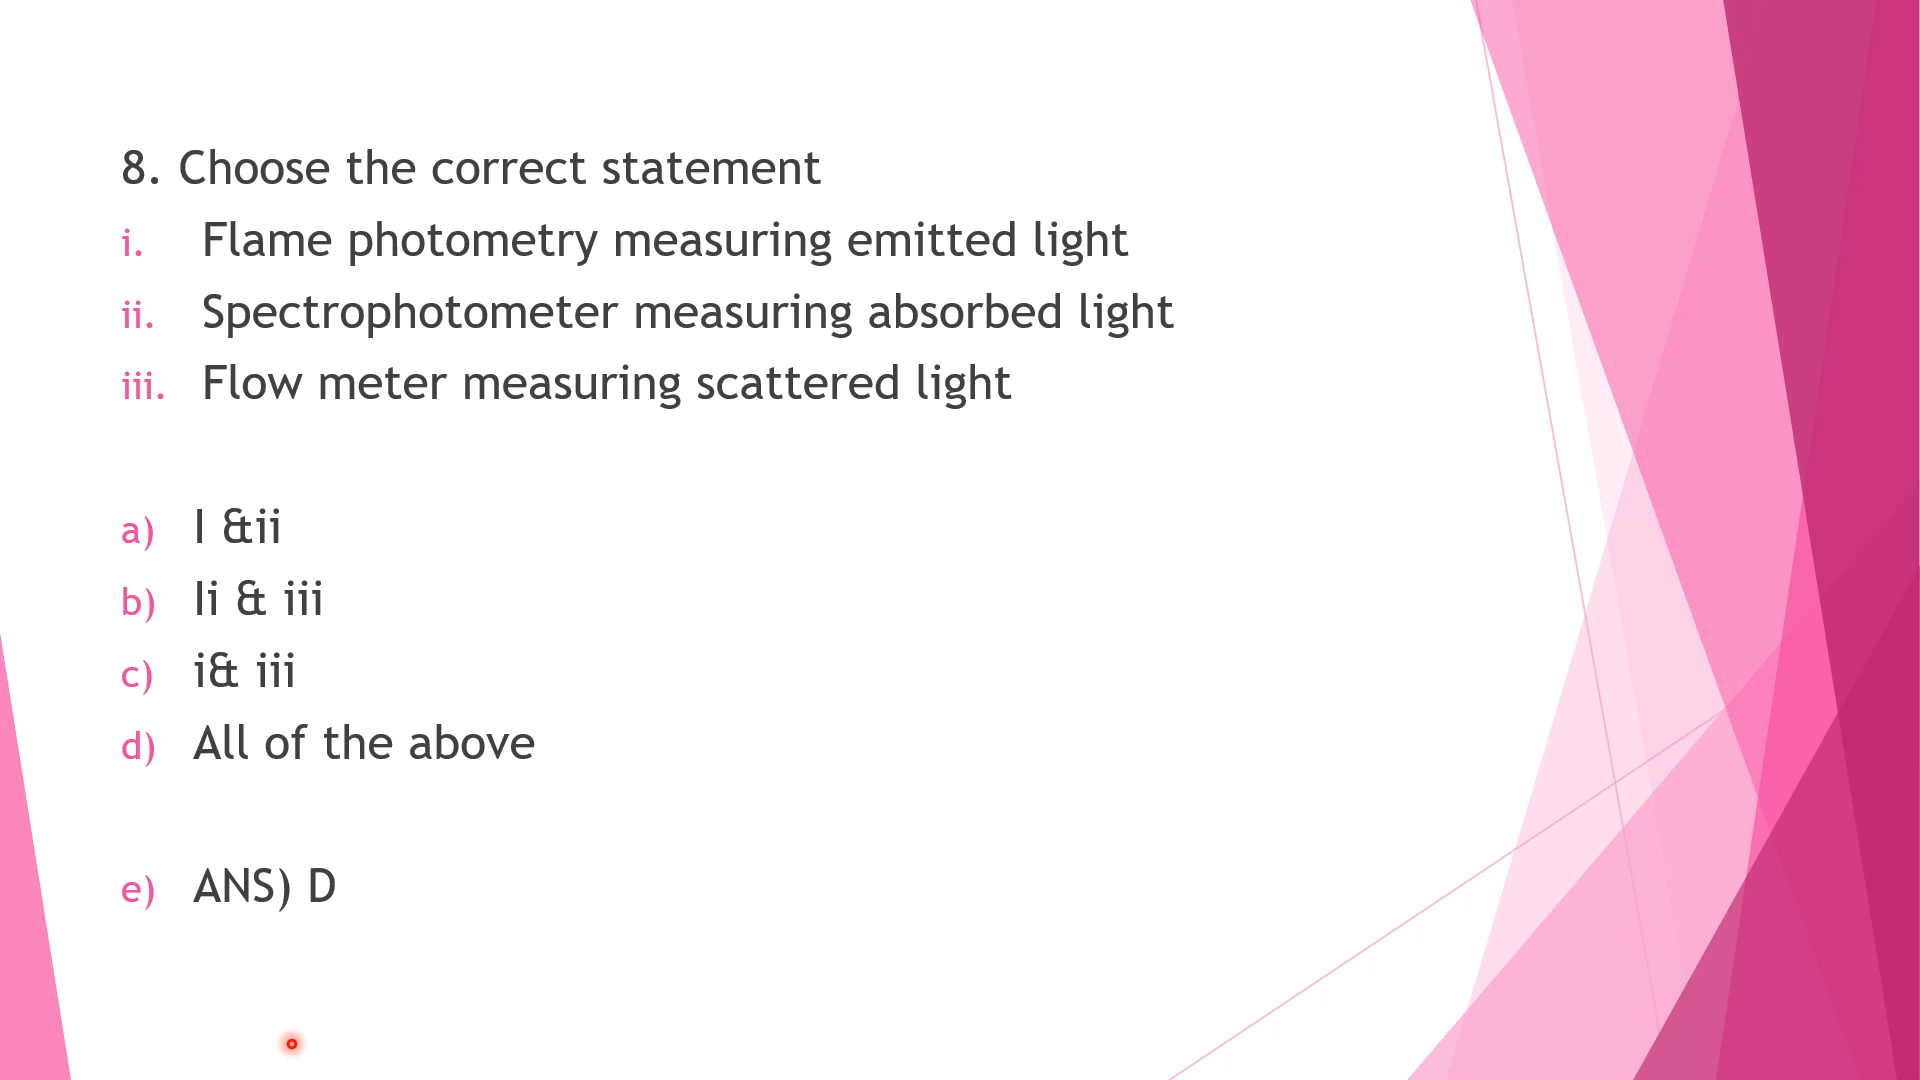 8. Choose the correct statement
i. Flame photometry measuring emitted light
ii. Spectrophotometer measuring absorbed light
iii. Flow meter measuring scattered light
a) I &ii
b) Ii & iii
c) i& iii
d) All of the above
e) ANS) D